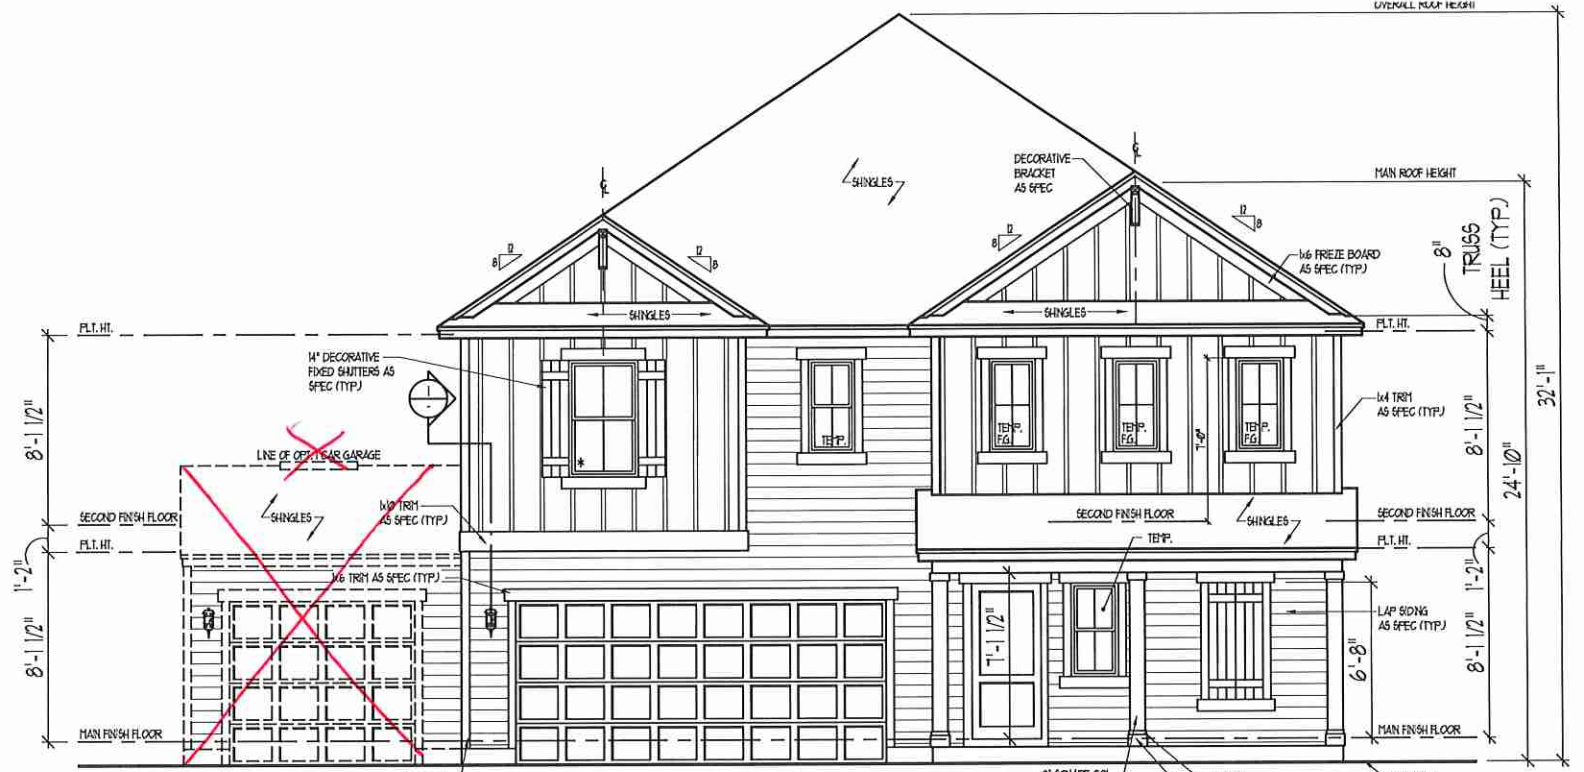 OVERALL ROOF HEIGHT
℄
℄
DECORATIVE
BRACKET
AS SPEC
SHINGLES
MAIN ROOF HEIGHT
12
8
12
8
12
8
12
8
1x6 FREIZE BOARD
AS SPEC (TYP.)
8"
TRUSS
HEEL (TYP.)
SHINGLES
SHINGLES
PLT. HT.
PLT. HT.
14" DECORATIVE
FIXED SHUTTERS AS
SPEC (TYP.)
1
-
*
TEMP.
TEMP.
F.G.
TEMP.
F.G.
TEMP.
F.G.
7'-0"
1x4 TRIM
AS SPEC (TYP.)
8'-1 1/2"
8'-1 1/2"
24'-10"
32'-1"
LINE OF OPT. 1 CAR GARAGE
SHINGLES
1x10 TRIM
AS SPEC (TYP.)
SECOND FINISH FLOOR
SECOND FINISH FLOOR
SHINGLES
SECOND FINISH FLOOR
PLT. HT.
TEMP.
PLT. HT.
1'-2"
1'-2"
1x6 TRIM AS SPEC (TYP.)
LAP SIDING
AS SPEC (TYP.)
8'-1 1/2"
7'-1 1/2"
6'-8"
8'-1 1/2"
MAIN FINISH FLOOR
MAIN FINISH FLOOR